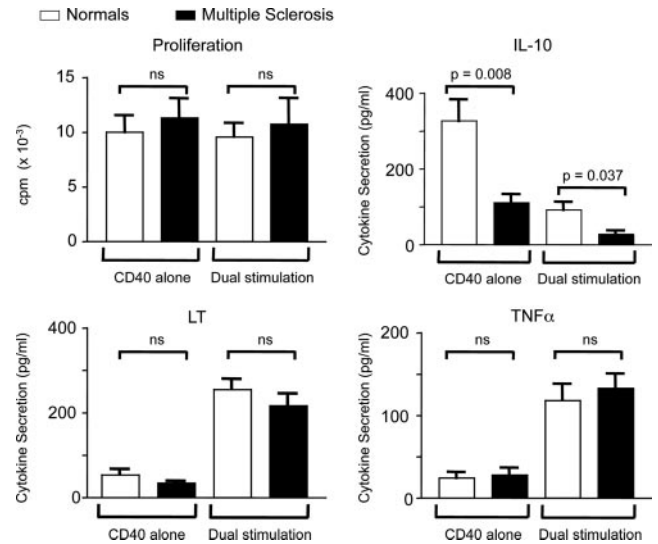 Normals Multiple Sclerosis
Proliferation
ns ns
15
10
5
0
cpm (x 10⁻³)
CD40 alone Dual stimulation
IL-10
p = 0.008
p = 0.037
400
200
0
Cytokine Secretion (pg/ml)
CD40 alone Dual stimulation
LT
ns ns
400
200
0
Cytokine Secretion (pg/ml)
CD40 alone Dual stimulation
TNFα
ns ns
200
100
0
Cytokine Secretion (pg/ml)
CD40 alone Dual stimulation